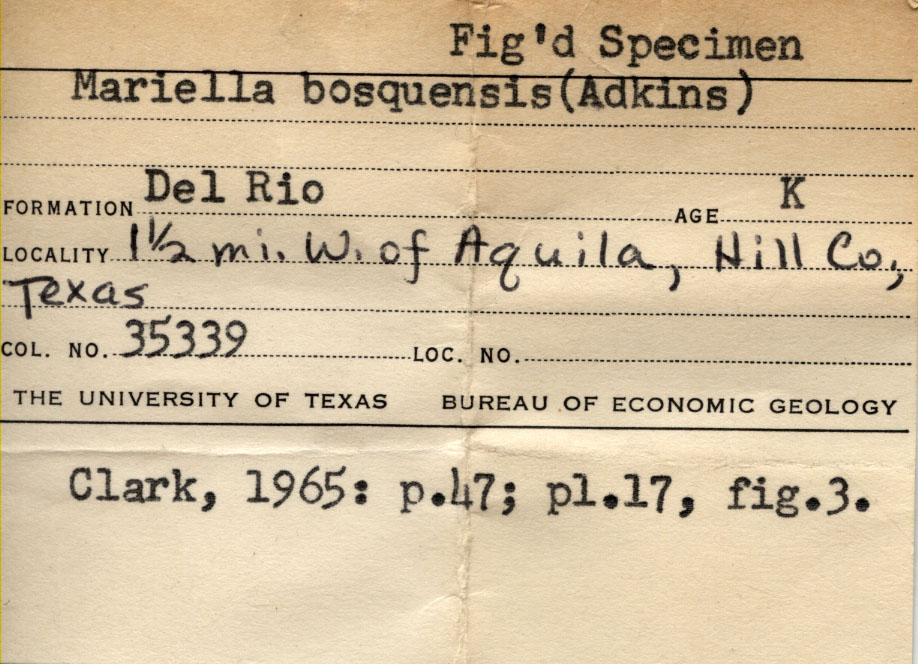 Fig'd Specimen
Mariella bosquensis(Adkins)
FORMATION Del Rio AGE K
LOCALITY 1½ mi. W. of Aquila, Hill Co.,
Texas
COL. NO. 35339 LOC. NO.
THE UNIVERSITY OF TEXAS BUREAU OF ECONOMIC GEOLOGY
Clark, 1965: p.47; pl.17, fig.3.